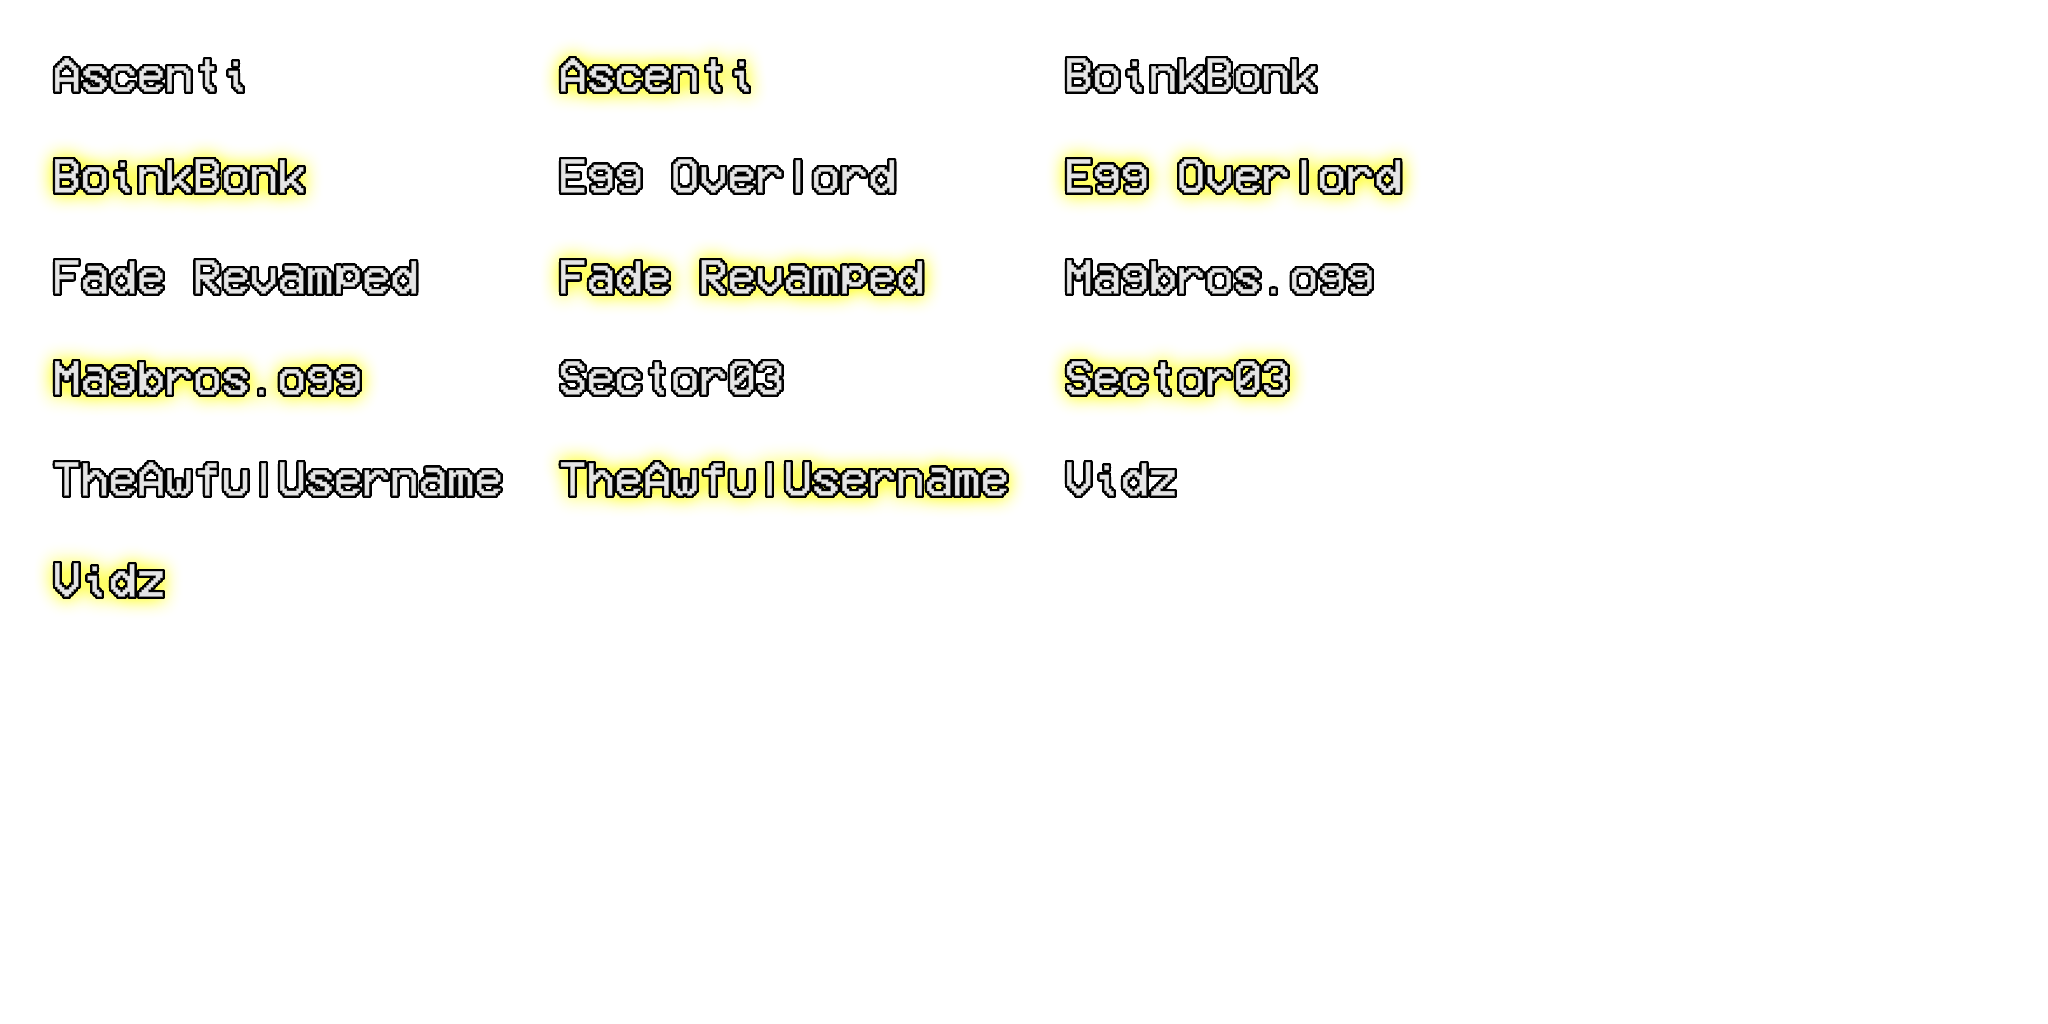 Ascenti Ascenti BoinkBonk
BoinkBonk Egg Overlord Egg Overlord
Fade Revamped Fade Revamped Magbros.ogg
Magbros.ogg Sector03 Sector03
TheAwfulUsername TheAwfulUsername Vidz
Vidz